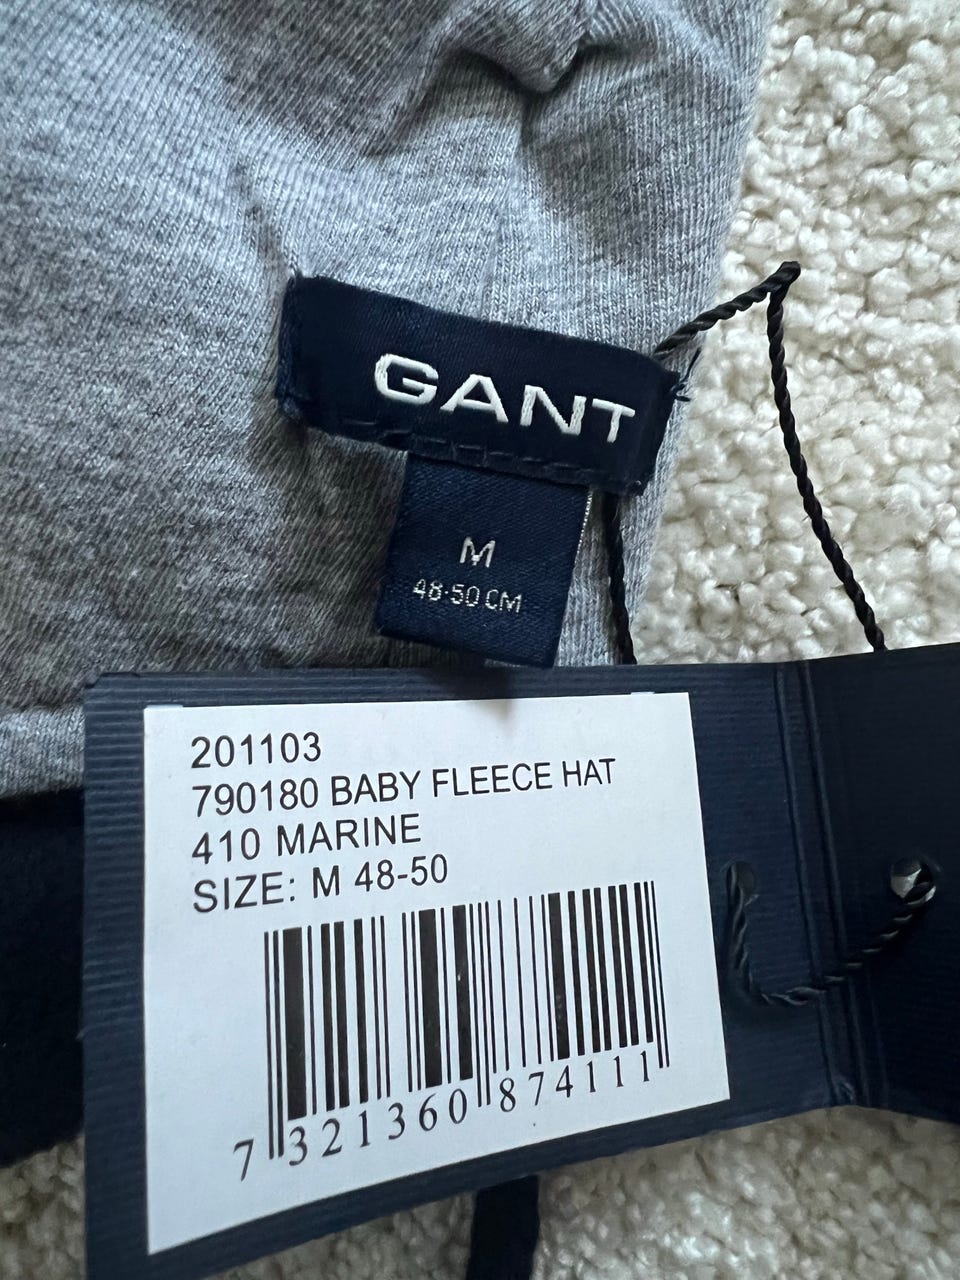 GANT
M
48-50 CM
201103
790180 BABY FLEECE HAT
410 MARINE
SIZE: M 48-50
7 321360 874111